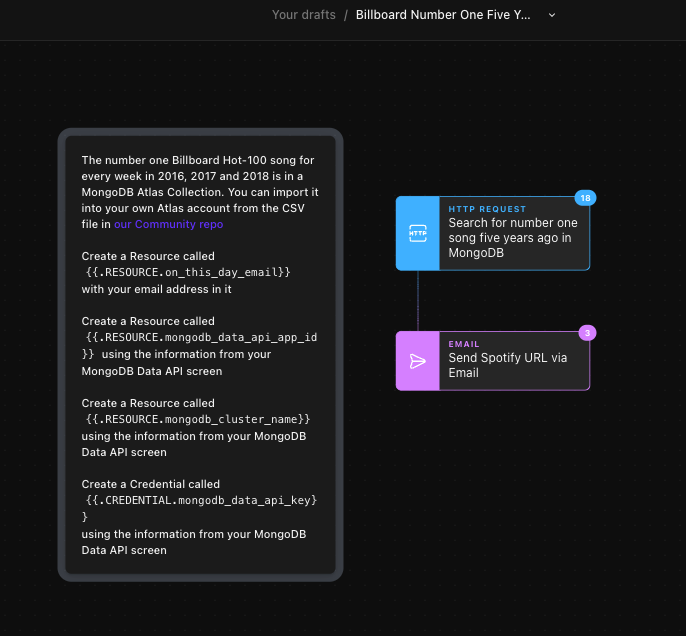 Your drafts / Billboard Number One Five Y...
The number one Billboard Hot-100 song for
every week in 2016, 2017 and 2018 is in a
MongoDB Atlas Collection. You can import it
into your own Atlas account from the CSV
file in our Community repo
Create a Resource called
{{.RESOURCE.on_this_day_email}}
with your email address in it
Create a Resource called
{{.RESOURCE.mongodb_data_api_app_id
}} using the information from your
MongoDB Data API screen
Create a Resource called
{{.RESOURCE.mongodb_cluster_name}}
using the information from your MongoDB
Data API screen
Create a Credential called
{{.CREDENTIAL.mongodb_data_api_key}
}
using the information from your MongoDB
Data API screen
18
HTTP REQUEST
HTTP
Search for number one
song five years ago in
MongoDB
3
EMAIL
Send Spotify URL via
Email